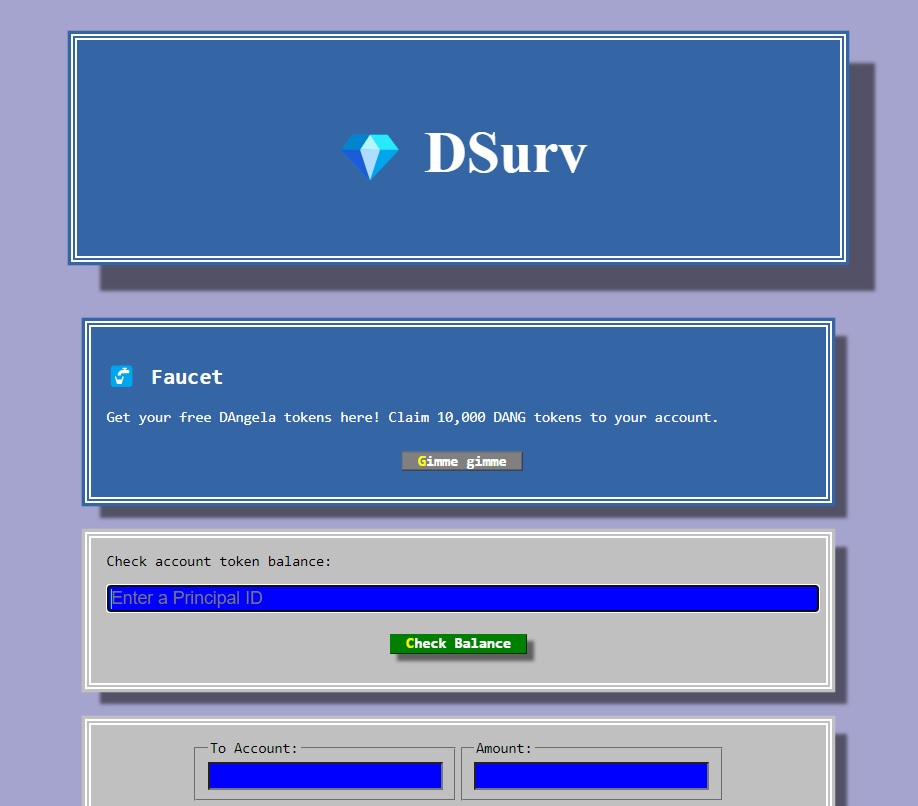 DSurv
Faucet
Get your free DAngela tokens here! Claim 10,000 DANG tokens to your account.
Gimme gimme
Check account token balance:
Enter a Principal ID
Check Balance
To Account: Amount: